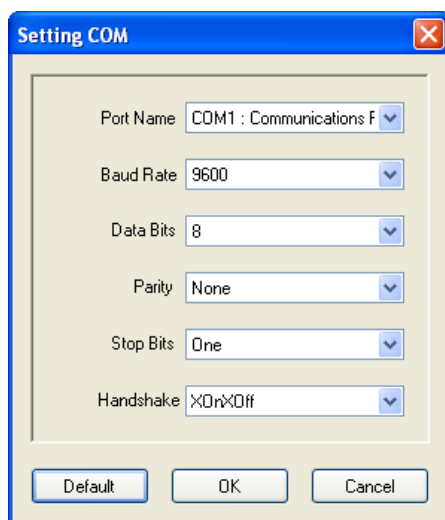 Setting COM
Port Name COM1 : Communications F
Baud Rate 9600
Data Bits 8
Parity None
Stop Bits One
Handshake XOnXOff
Default OK Cancel